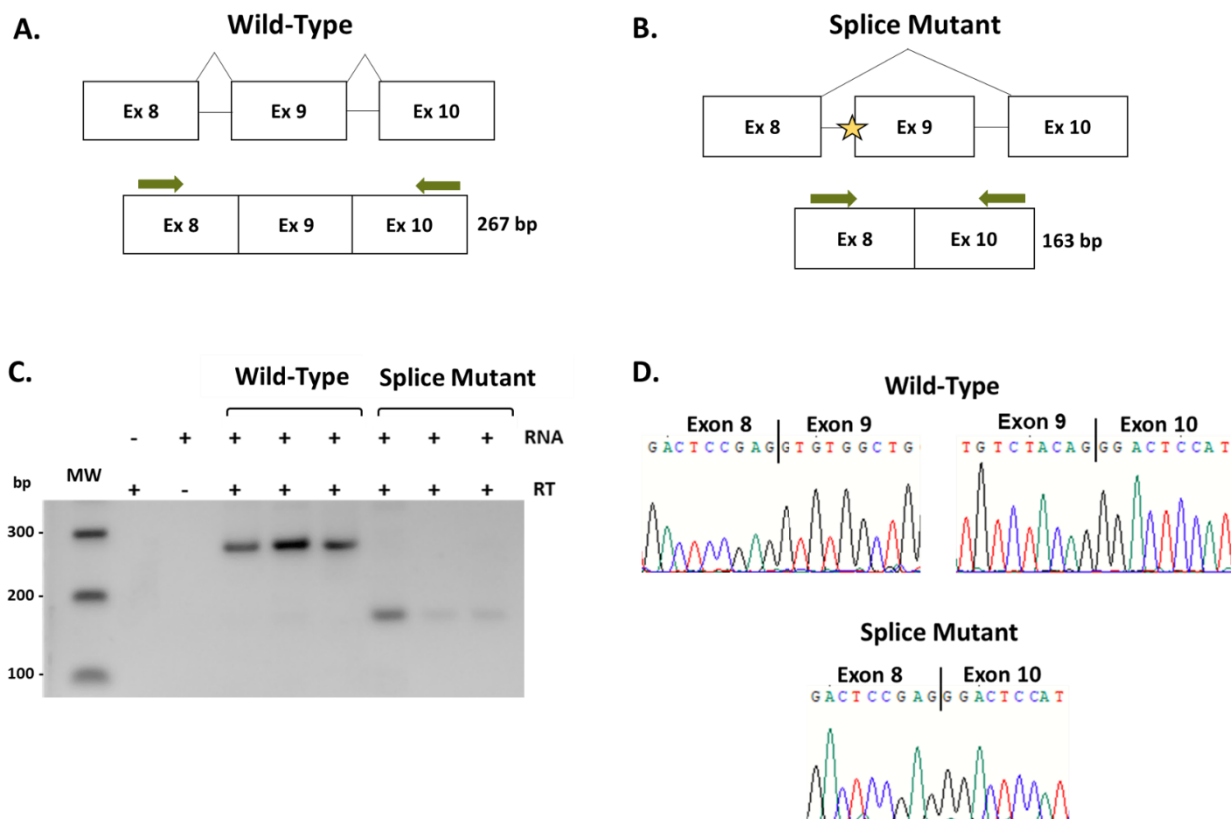 A.
Wild-Type
Ex 8 Ex 9 Ex 10
Ex 8 Ex 9 Ex 10 267 bp
B.
Splice Mutant
Ex 8 Ex 9 Ex 10
Ex 8 Ex 10 163 bp
C.
Wild-Type Splice Mutant
- + + + + + + + RNA
bp MW + - + + + + + + RT
300 -
200 -
100 -
D.
Wild-Type
Exon 8 Exon 9
G A C T C C G A G G T G T G G C T G
Exon 9 Exon 10
T G T C T A C A G G G A C T C C A T
Splice Mutant
Exon 8 Exon 10
G A C T C C G A G G G A C T C C A T